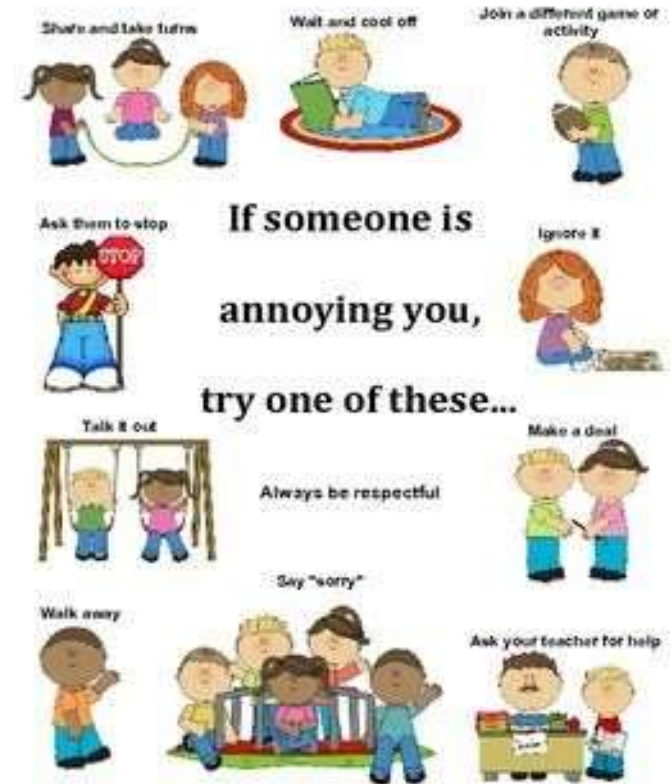 Share and take turns
Wait and cool off
Join a different game or
activity
Ask them to stop
STOP
If someone is
annoying you,
try one of these...
Ignore it
Talk it out
Always be respectful
Make a deal
Say "sorry"
Walk away
Ask your teacher for help